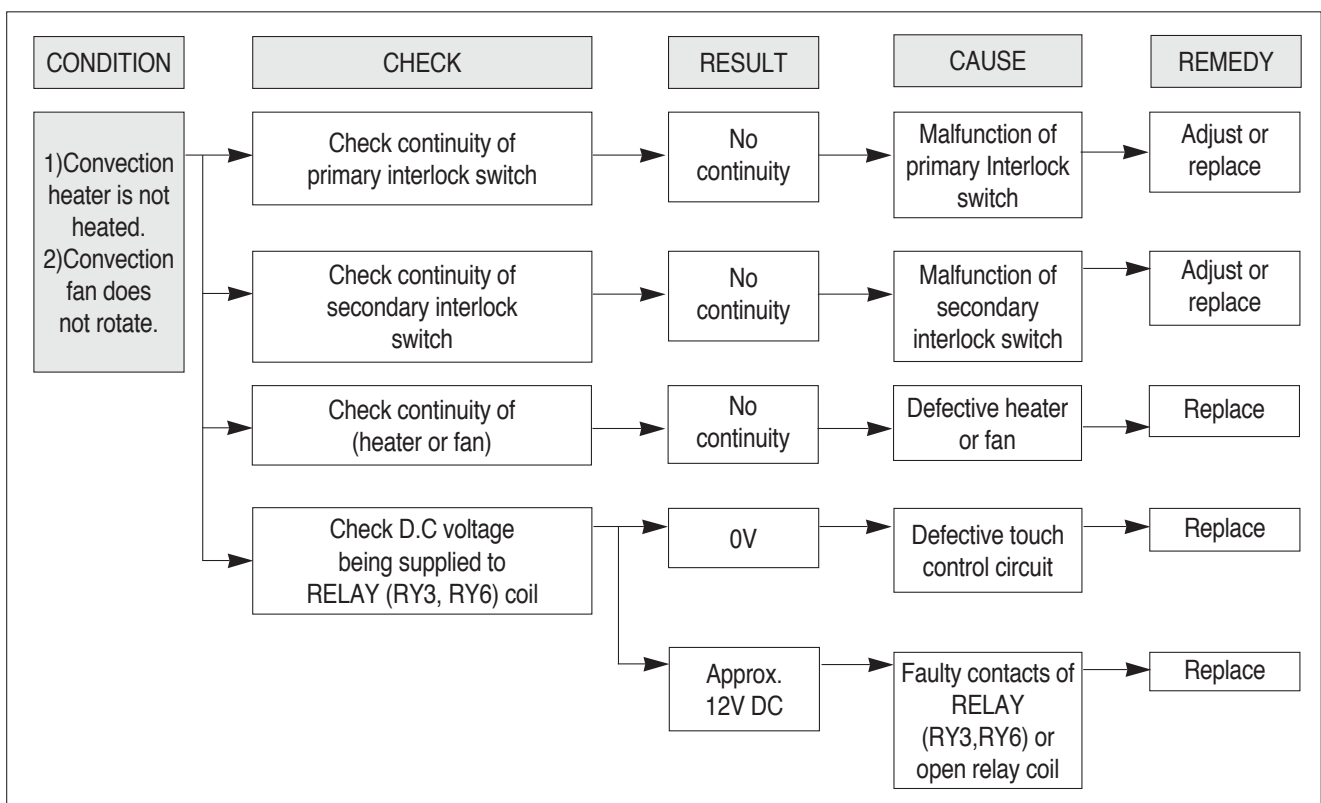 CONDITION
CHECK
RESULT
CAUSE
REMEDY
1)Convection
heater is not
heated.
2)Convection
fan does
not rotate.
Check continuity of
primary interlock switch
No
continuity
Malfunction of
primary Interlock
switch
Adjust or
replace
Check continuity of
secondary interlock
switch
No
continuity
Malfunction of
secondary
interlock switch
Adjust or
replace
Check continuity of
(heater or fan)
No
continuity
Defective heater
or fan
Replace
Check D.C voltage
being supplied to
RELAY (RY3, RY6) coil
0V
Defective touch
control circuit
Replace
Approx.
12V DC
Faulty contacts of
RELAY
(RY3,RY6) or
open relay coil
Replace